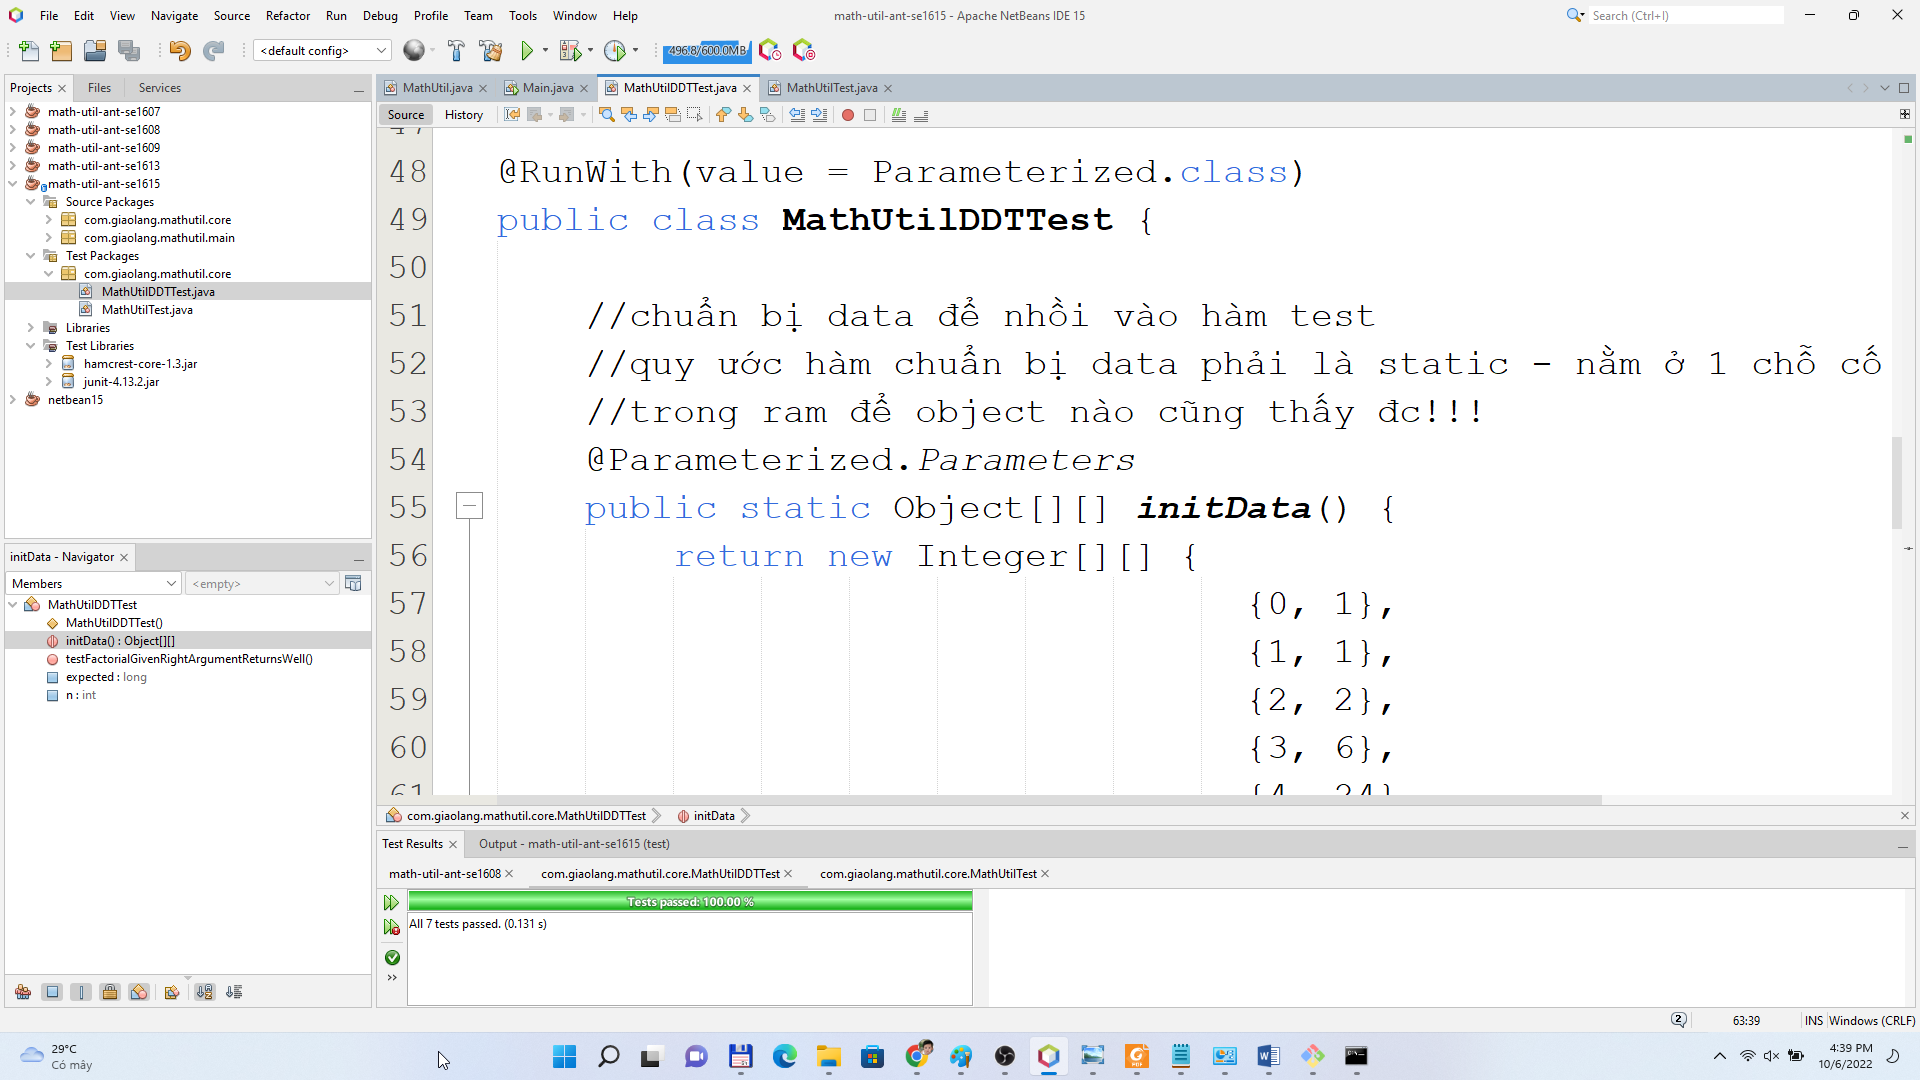 File Edit View Navigate Source Refactor Run Debug Profile Team Tools Window Help
math-util-ant-se1615 - Apache NetBeans IDE 15
Search (Ctrl+I)
<default config>
496.8/600.0MB
Projects Files Services
math-util-ant-se1607
math-util-ant-se1608
math-util-ant-se1609
math-util-ant-se1613
math-util-ant-se1615
Source Packages
com.giaolang.mathutil.core
com.giaolang.mathutil.main
Test Packages
com.giaolang.mathutil.core
MathUtilDDTTest.java
MathUtilTest.java
Libraries
Test Libraries
hamcrest-core-1.3.jar
junit-4.13.2.jar
netbean15
initData - Navigator
Members
<empty>
MathUtilDDTTest
MathUtilDDTTest()
initData() : Object[][]
testFactorialGivenRightArgumentReturnsWell()
expected : long
n : int
MathUtil.java Main.java MathUtilDDTTest.java MathUtilTest.java
Source History
47
48 @RunWith(value = Parameterized.class)
49 public class MathUtilDDTTest {
50
51 //chuẩn bị data để nhồi vào hàm test
52 //quy ước hàm chuẩn bị data phải là static - nằm ở 1 chỗ cố
53 //trong ram để object nào cũng thấy đc!!!
54 @Parameterized.Parameters
55 public static Object[][] initData() {
56 return new Integer[][] {
57 {0, 1},
58 {1, 1},
59 {2, 2},
60 {3, 6},
61 {4, 24}
com.giaolang.mathutil.core.MathUtilDDTTest initData
Test Results Output - math-util-ant-se1615 (test)
math-util-ant-se1608 com.giaolang.mathutil.core.MathUtilDDTTest com.giaolang.mathutil.core.MathUtilTest
Tests passed: 100.00 %
All 7 tests passed. (0.131 s)
2
63:39
INS
Windows (CRLF)
29°C
Có mây
4:39 PM
10/6/2022